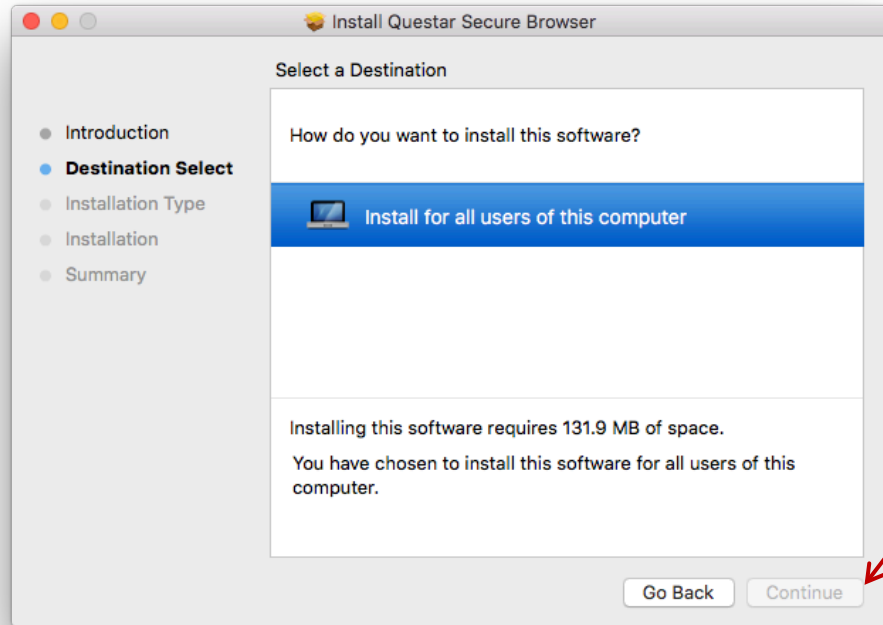 Install Questar Secure Browser
Select a Destination
Introduction
Destination Select
Installation Type
Installation
Summary
How do you want to install this software?
Install for all users of this computer
Installing this software requires 131.9 MB of space.
You have chosen to install this software for all users of this
computer.
Go Back
Continue